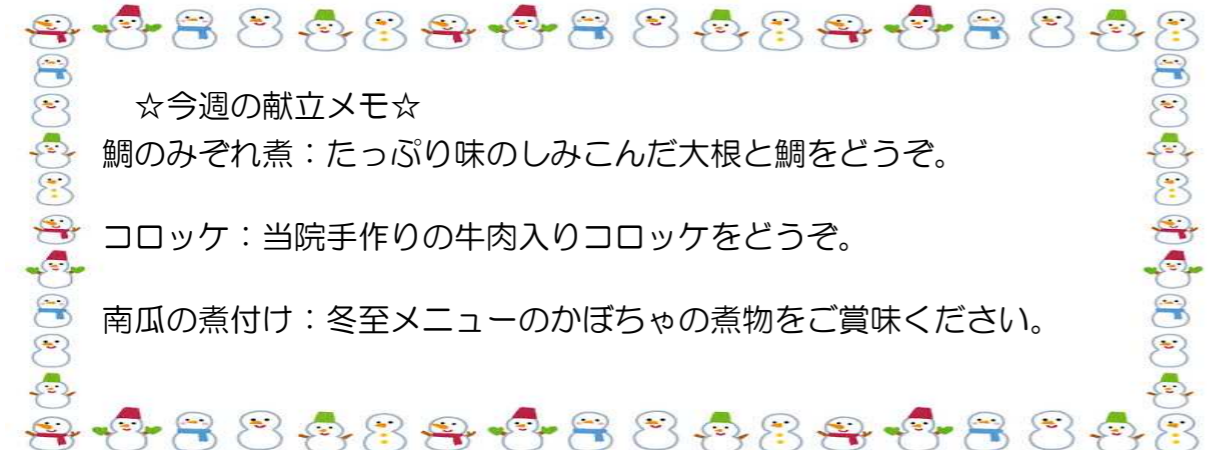 ☆今週の献立メモ☆
鯛のみぞれ煮：たっぷり味のしみこんだ大根と鯛をどうぞ。
コロッケ：当院手作りの牛肉入りコロッケをどうぞ。
南瓜の煮付け：冬至メニューのかぼちゃの煮物をご賞味ください。